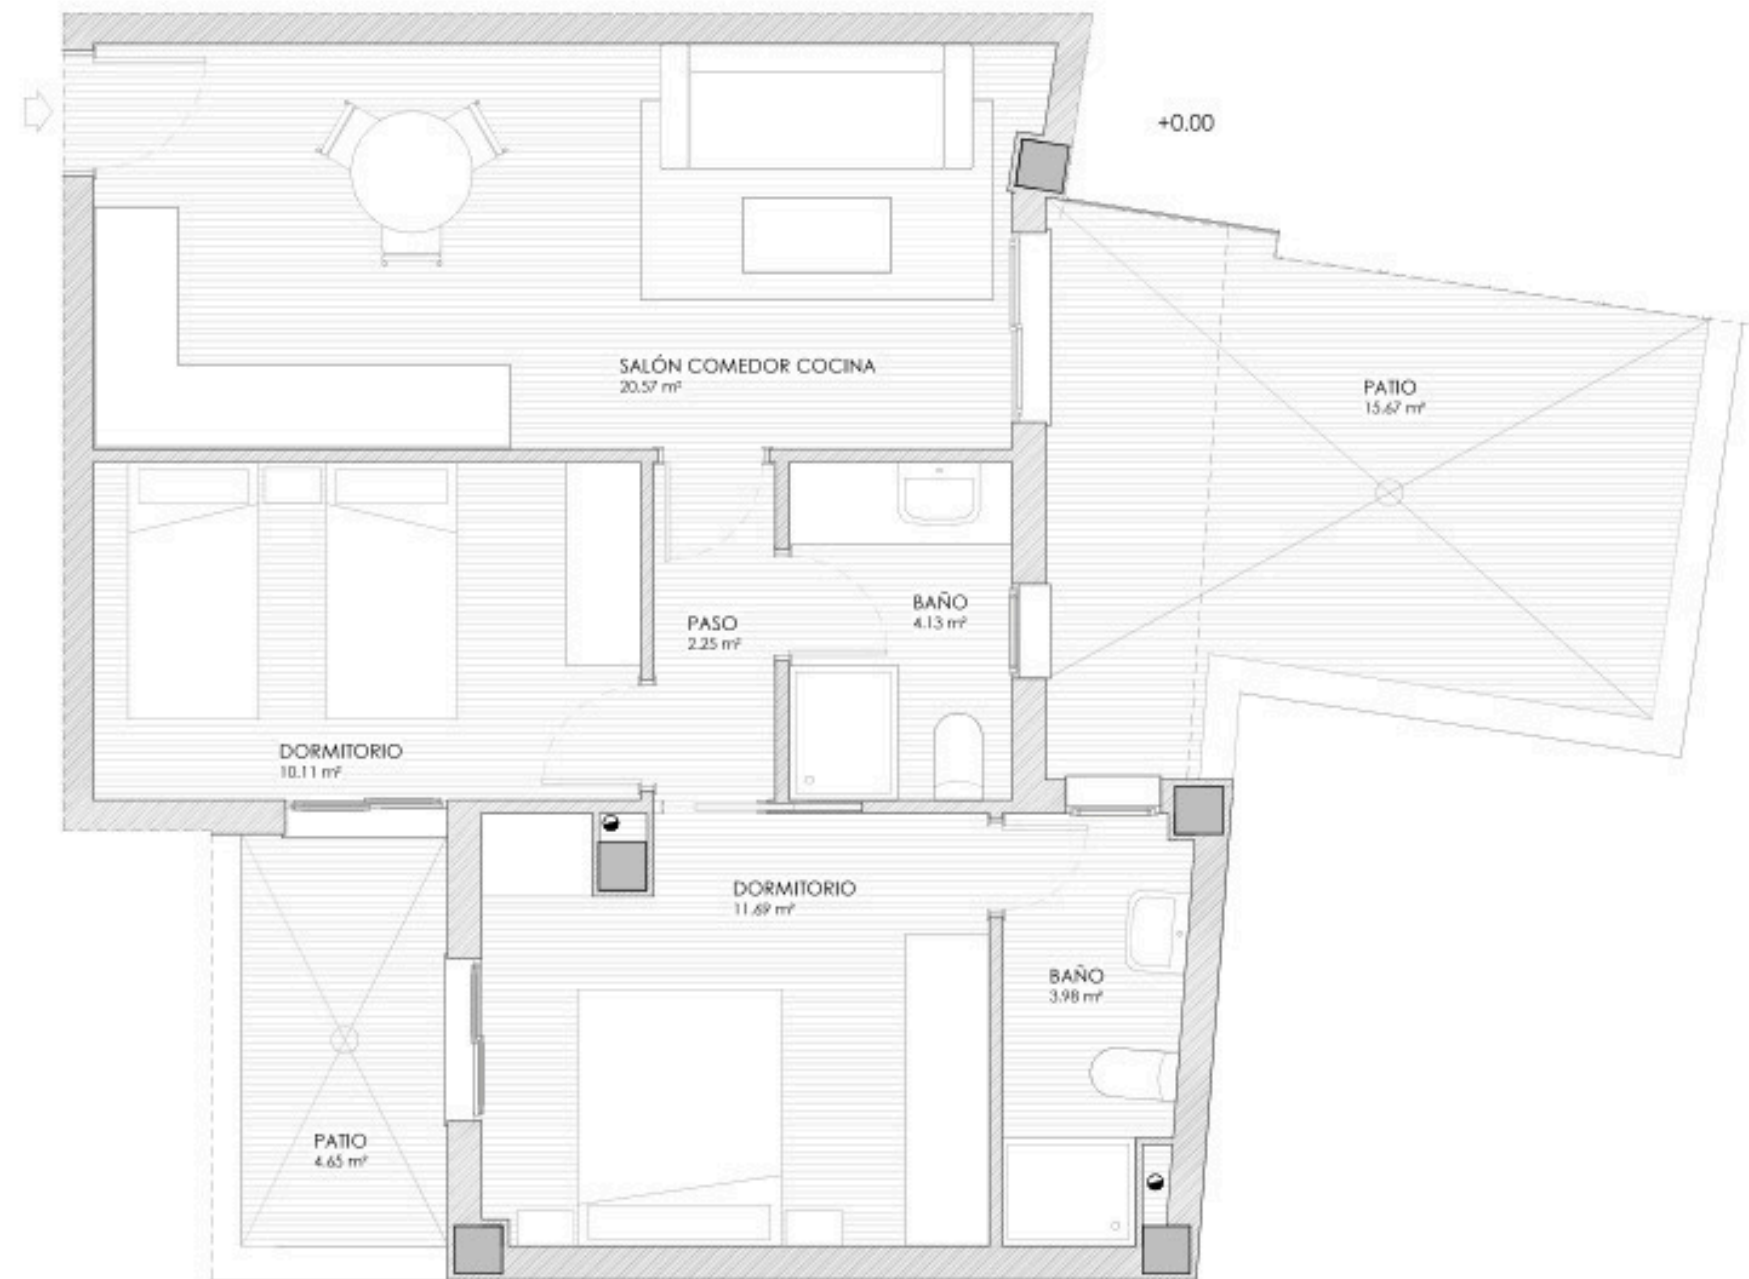 +0.00
SALÓN COMEDOR COCINA
20.57 m²
PATIO
15.67 m²
BAÑO
4.13 m²
PASO
2.25 m²
DORMITORIO
10.11 m²
DORMITORIO
11.69 m²
BAÑO
3.98 m²
PATIO
4.65 m²